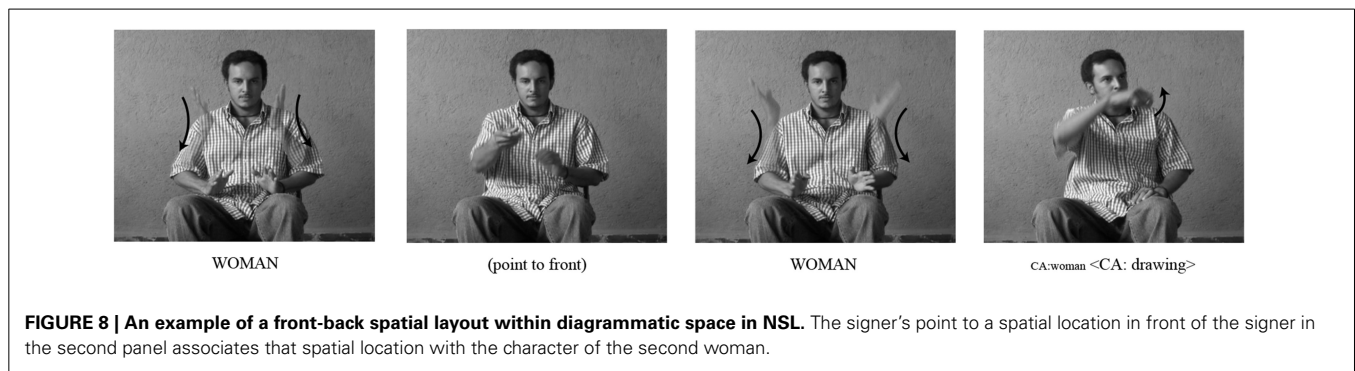 WOMAN
(point to front)
WOMAN
CA:woman <CA: drawing>
FIGURE 8 | An example of a front-back spatial layout within diagrammatic space in NSL. The signer's point to a spatial location in front of the signer in
the second panel associates that spatial location with the character of the second woman.